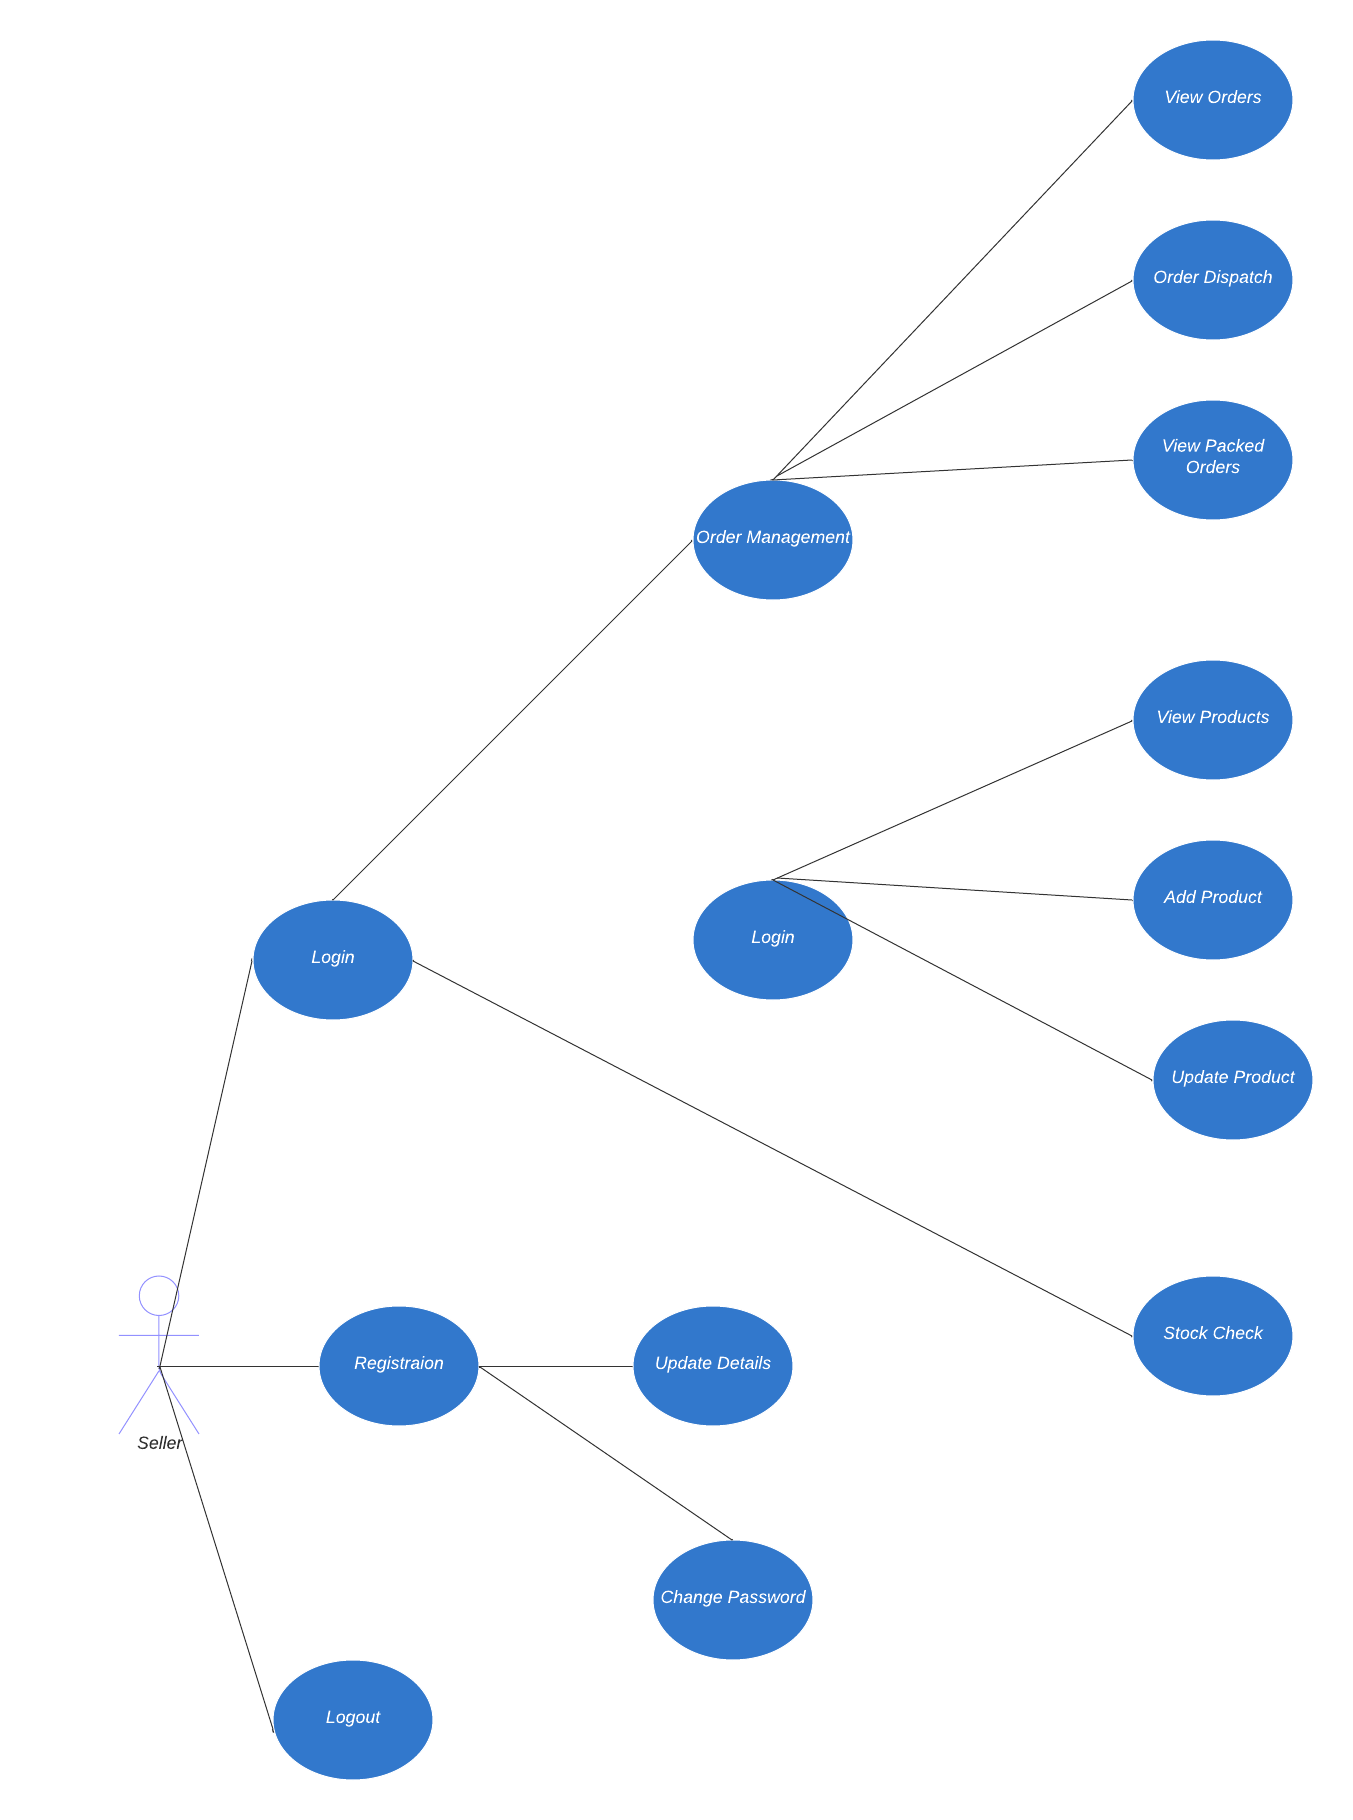 View Orders
Order Dispatch
View Packed
Orders
Order Management
View Products
Add Product
Login
Login
Update Product
Stock Check
Registraion
Update Details
Seller
Change Password
Logout